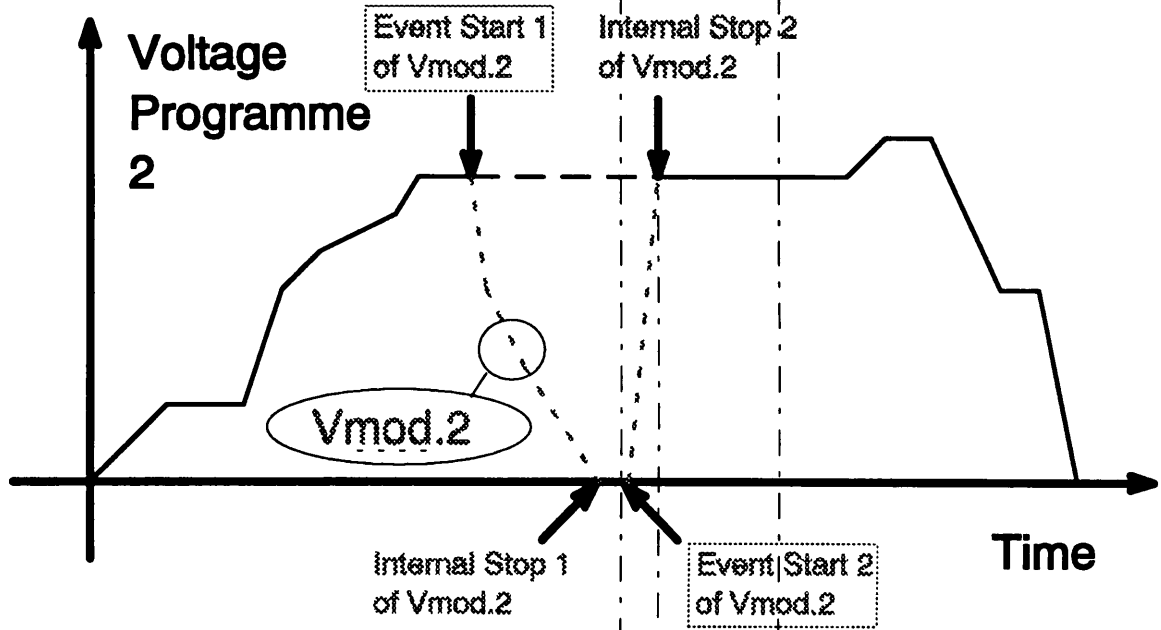 Voltage
Programme
2
Event Start 1
of Vmod.2
Internal Stop 2
of Vmod.2
Vmod.2
Internal Stop 1
of Vmod.2
Event Start 2
of Vmod.2
Time